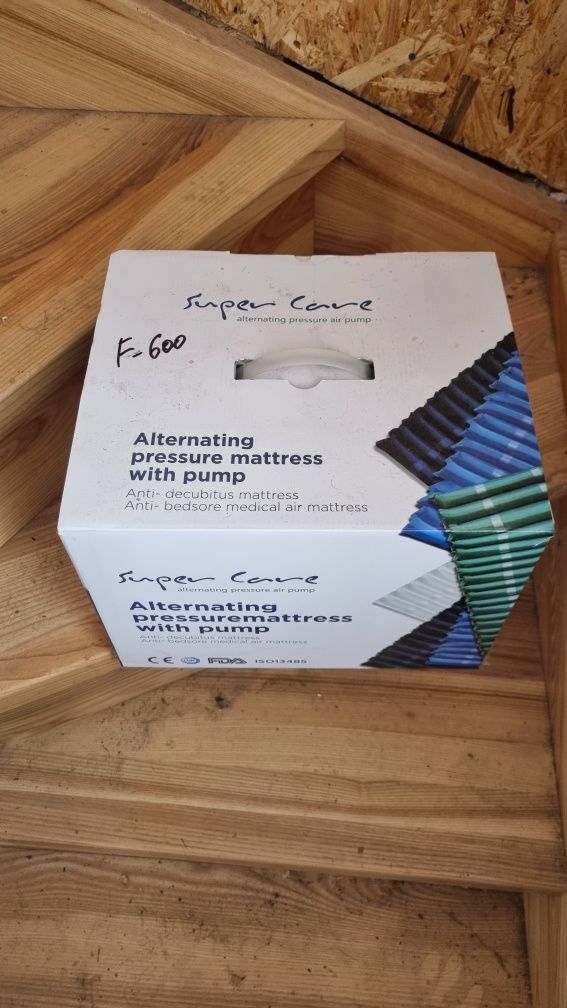 Super Care
alternating pressure air pump
F-600
Alternating
pressure mattress
with pump
Anti- decubitus mattress
Anti- bedsore medical air mattress
Super Care
alternating pressure air pump
Alternating
pressuremattress
with pump
Anti- decubitus mattress
Anti- bedsore medical air mattress
CE FDA ISO13485